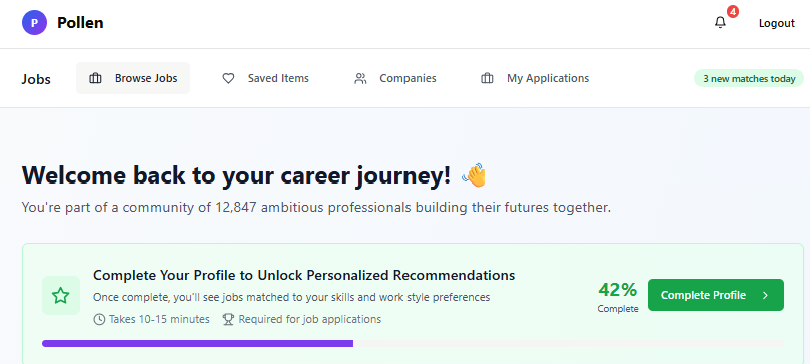 P Pollen 4 Logout
Jobs Browse Jobs Saved Items Companies My Applications 3 new matches today
Welcome back to your career journey! 👋
You're part of a community of 12,847 ambitious professionals building their futures together.
Complete Your Profile to Unlock Personalized Recommendations
Once complete, you'll see jobs matched to your skills and work style preferences
Takes 10-15 minutes Required for job applications
42%
Complete
Complete Profile